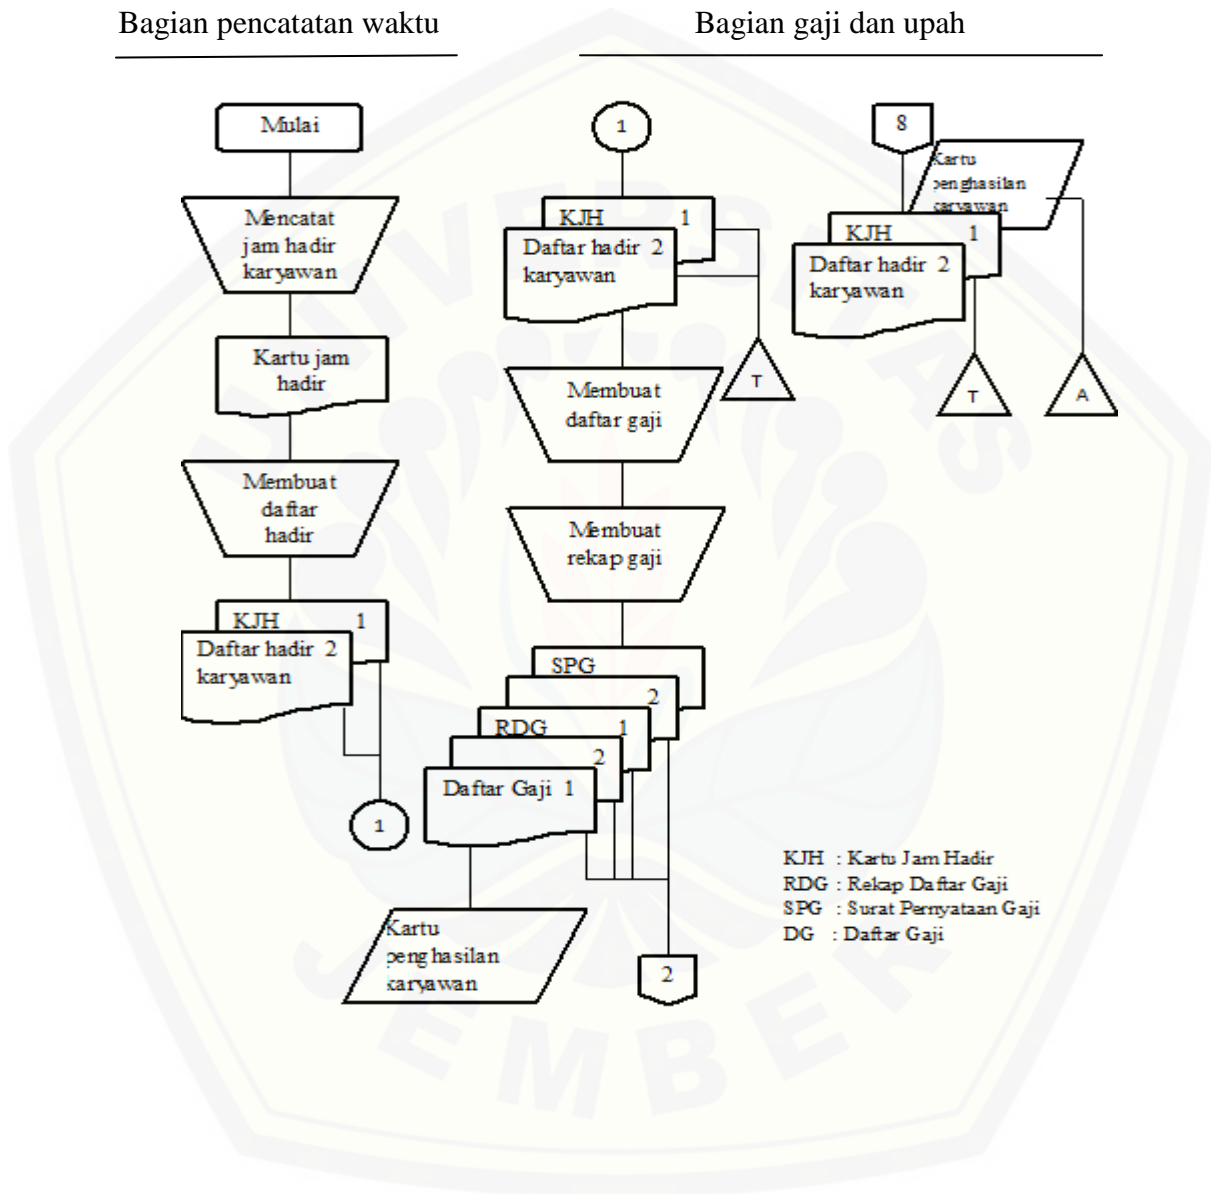 Bagian pencatatan waktu
Bagian gaji dan upah
Mulai
Mencatat
jam hadir
karyawan
Kartu jam
hadir
Membuat
daftar
hadir
KJH 1
Daftar hadir 2
karyawan
1
1
KJH 1
Daftar hadir 2
karyawan
T
Membuat
daftar gaji
Membuat
rekap gaji
SPG
2
RDG 1
2
Daftar Gaji 1
Kartu
penghasilan
karyawan
2
8
Kartu
penghasilan
karyawan
KJH 1
Daftar hadir 2
karyawan
T
A
KJH : Kartu Jam Hadir
RDG : Rekap Daftar Gaji
SPG : Surat Pernyataan Gaji
DG : Daftar Gaji
UNIVERSITAS
JEMBER